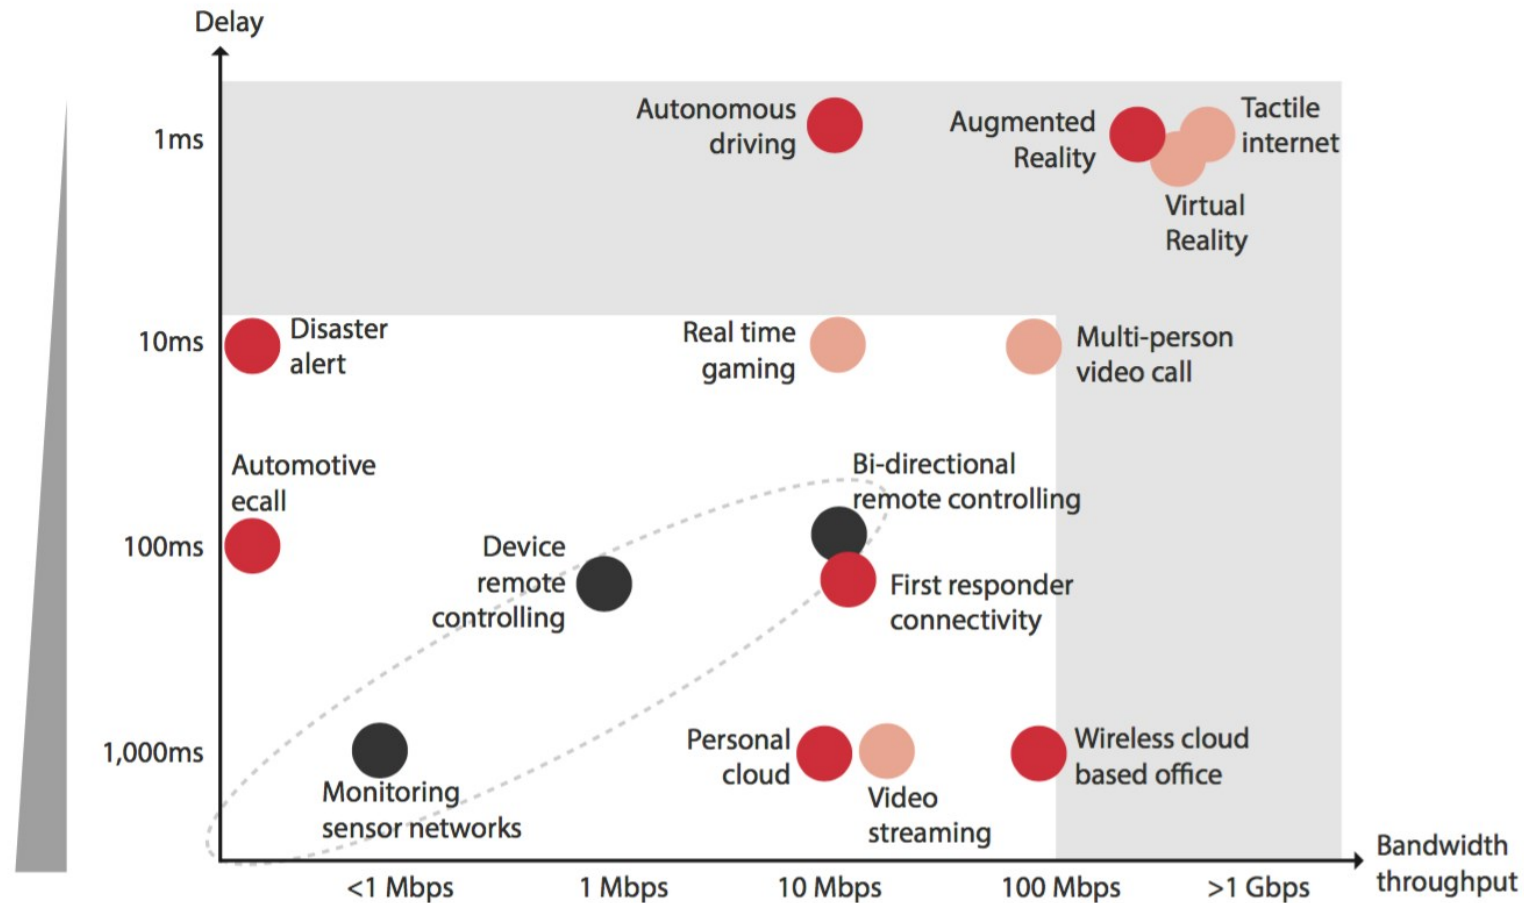 Delay
Autonomous
driving
Augmented
Reality
Tactile
internet
1ms
Virtual
Reality
10ms
Disaster
alert
Real time
gaming
Multi-person
video call
Automotive
ecall
Bi-directional
remote controlling
100ms
Device
remote
controlling
First responder
connectivity
1,000ms
Personal
cloud
Wireless cloud
based office
Monitoring
sensor networks
Video
streaming
Bandwidth
throughput
<1 Mbps
1 Mbps
10 Mbps
100 Mbps
>1 Gbps